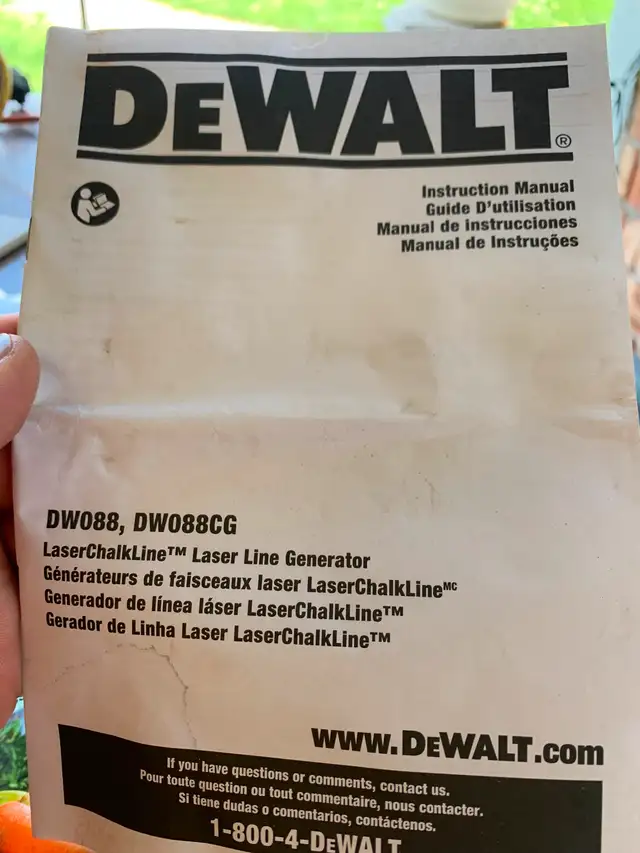 DEWALT®
Instruction Manual
Guide D'utilisation
Manual de instrucciones
Manual de Instruções
DW088, DW088CG
LaserChalkLine™ Laser Line Generator
Générateurs de faisceaux laser LaserChalkLineᴹᶜ
Generador de línea láser LaserChalkLine™
Gerador de Linha Laser LaserChalkLine™
www.DEWALT.com
If you have questions or comments, contact us.
Pour toute question ou tout commentaire, nous contacter.
Si tiene dudas o comentarios, contáctenos.
1-800-4-DEWALT